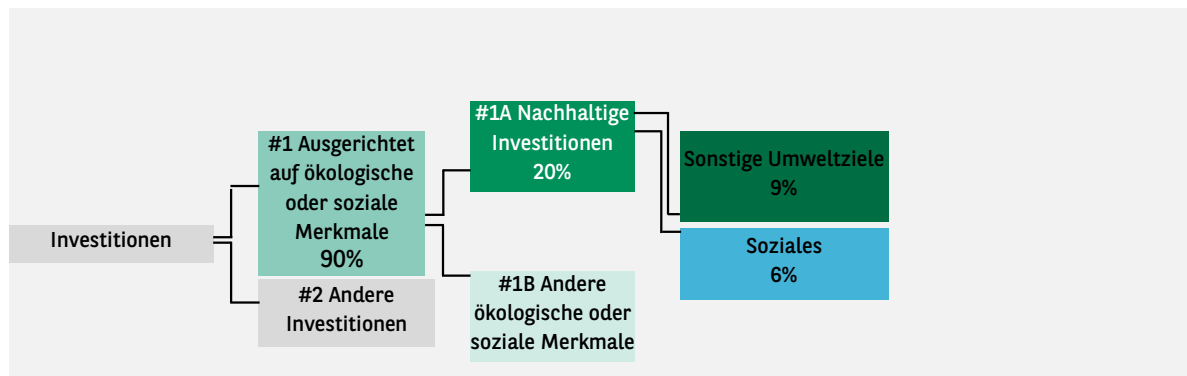 Investitionen
#1 Ausgerichtet
auf ökologische
oder soziale
Merkmale
90%
#2 Andere
Investitionen
#1A Nachhaltige
Investitionen
20%
#1B Andere
ökologische oder
soziale Merkmale
Sonstige Umweltziele
9%
Soziales
6%